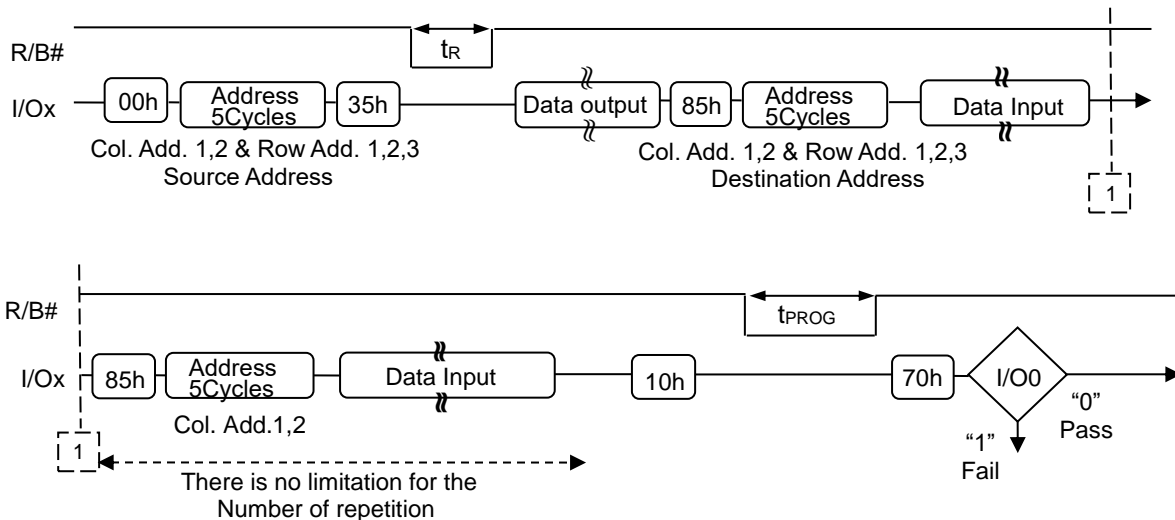 R/B#
tR
I/Ox
00h
Address
5Cycles
35h
Data output
85h
Address
5Cycles
Data Input
Col. Add. 1,2 & Row Add. 1,2,3
Source Address
Col. Add. 1,2 & Row Add. 1,2,3
Destination Address
1
R/B#
tPROG
I/Ox
85h
Address
5Cycles
Data Input
10h
70h
I/O0
“0”
Pass
Col. Add.1,2
1
“1”
Fail
There is no limitation for the
Number of repetition